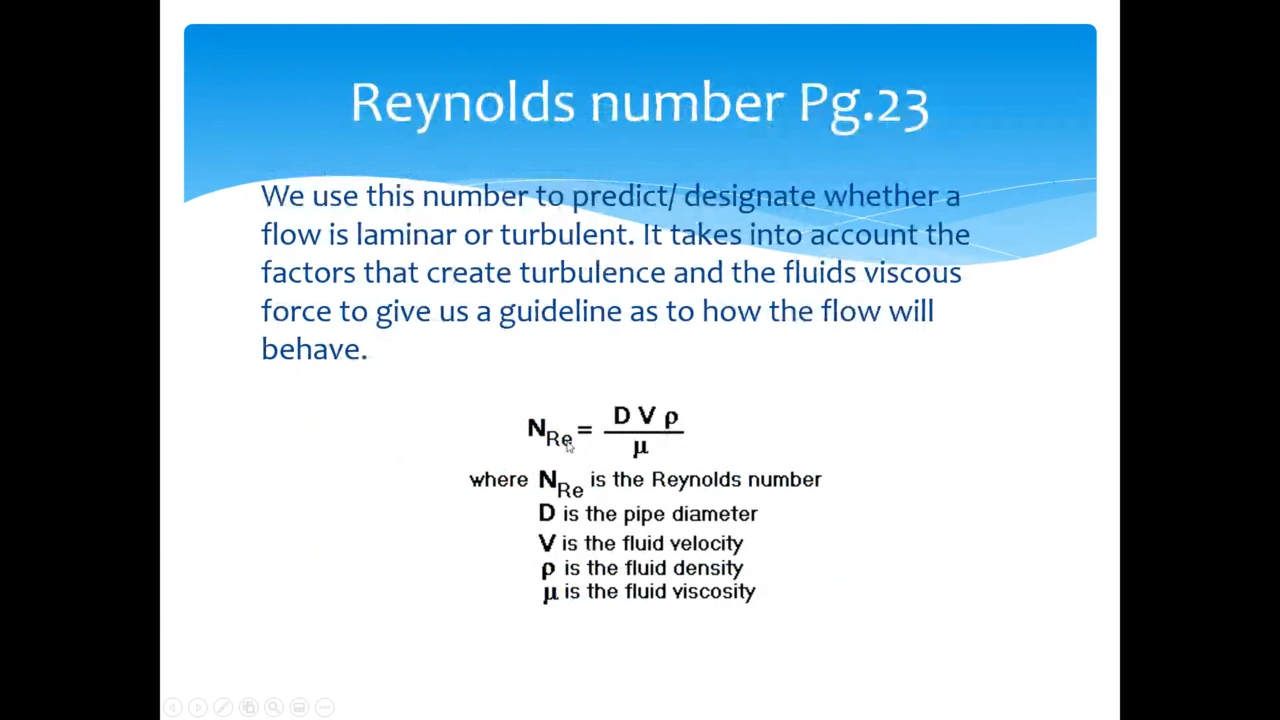 Reynolds number Pg.23
We use this number to predict/ designate whether a
flow is laminar or turbulent. It takes into account the
factors that create turbulence and the fluids viscous
force to give us a guideline as to how the flow will
behave.
N_Re = D V ρ / μ
where N_Re is the Reynolds number
D is the pipe diameter
V is the fluid velocity
ρ is the fluid density
μ is the fluid viscosity